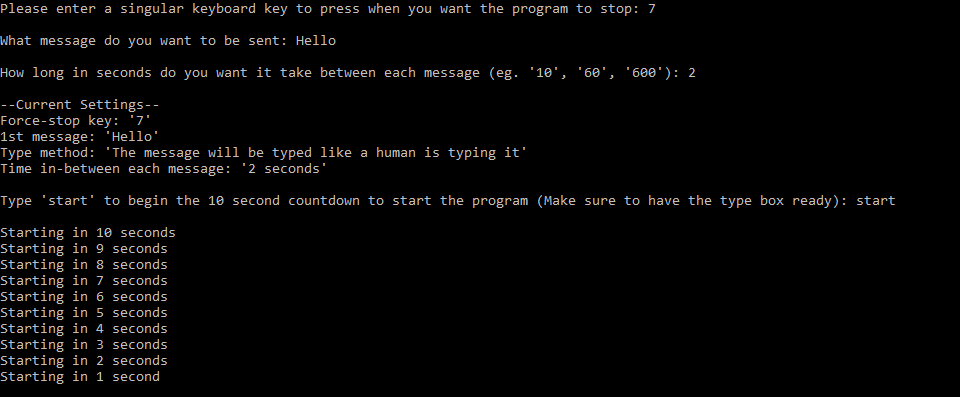 Please enter a singular keyboard key to press when you want the program to stop: 7
What message do you want to be sent: Hello
How long in seconds do you want it take between each message (eg. '10', '60', '600'): 2
--Current Settings--
Force-stop key: '7'
1st message: 'Hello'
Type method: 'The message will be typed like a human is typing it'
Time in-between each message: '2 seconds'
Type 'start' to begin the 10 second countdown to start the program (Make sure to have the type box ready): start
Starting in 10 seconds
Starting in 9 seconds
Starting in 8 seconds
Starting in 7 seconds
Starting in 6 seconds
Starting in 5 seconds
Starting in 4 seconds
Starting in 3 seconds
Starting in 2 seconds
Starting in 1 second